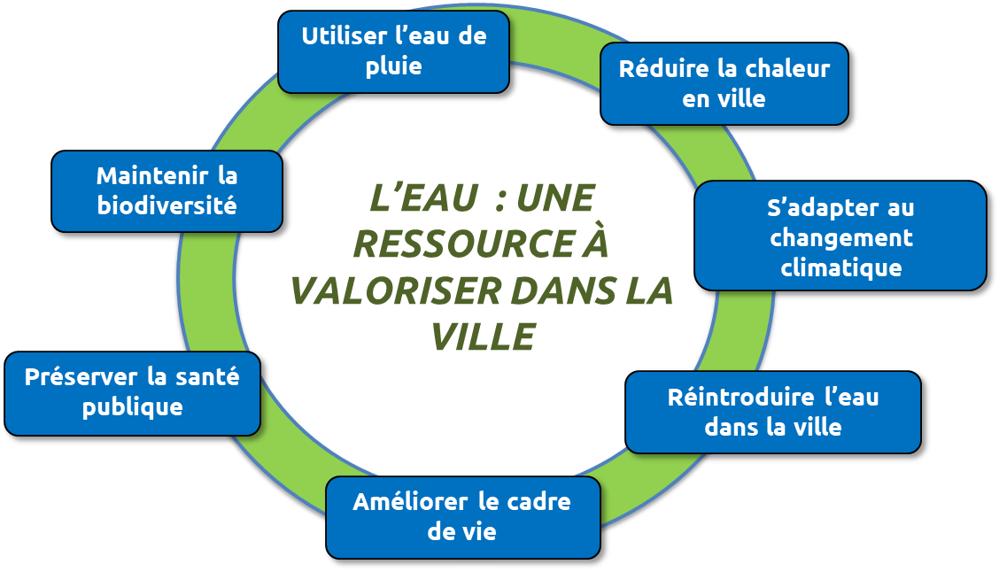 Utiliser l’eau de
pluie
Réduire la chaleur
en ville
Maintenir la
biodiversité
L’EAU : UNE
RESSOURCE À
VALORISER DANS LA
VILLE
S’adapter au
changement
climatique
Préserver la santé
publique
Réintroduire l’eau
dans la ville
Améliorer le cadre
de vie